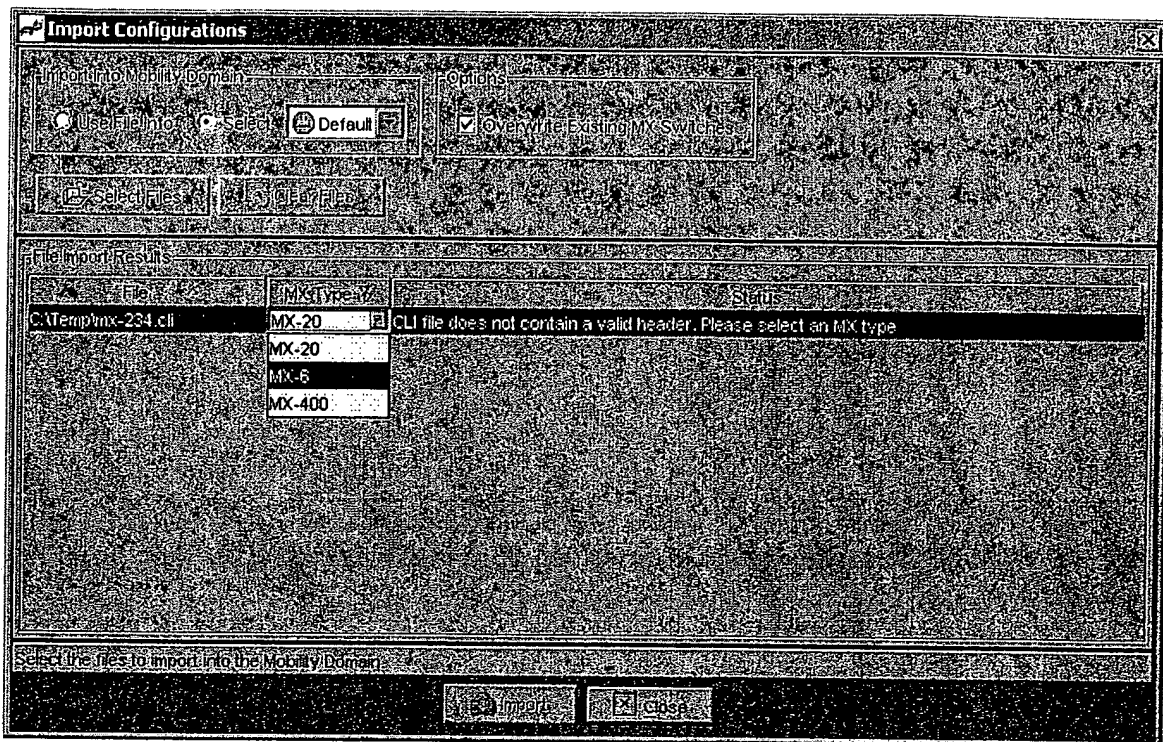 Import Configurations
Import into Mobility Domain
Options
Use File Info
Select
Default
Overwrite Existing MX Switches
Select Files
Clear Files
File Import Results
File
MX Type
Status
C:\Temp\mx-234.cli
MX-20
CLI file does not contain a valid header. Please select an MX type
MX-20
MX-6
MX-400
Select the files to import into the Mobility Domain
Import
Close